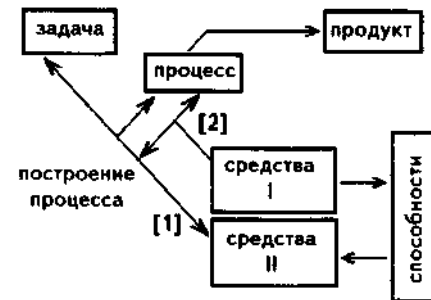 задача
продукт
процесс
[2]
построение
процесса
средства
I
[1]
средства
II
способности